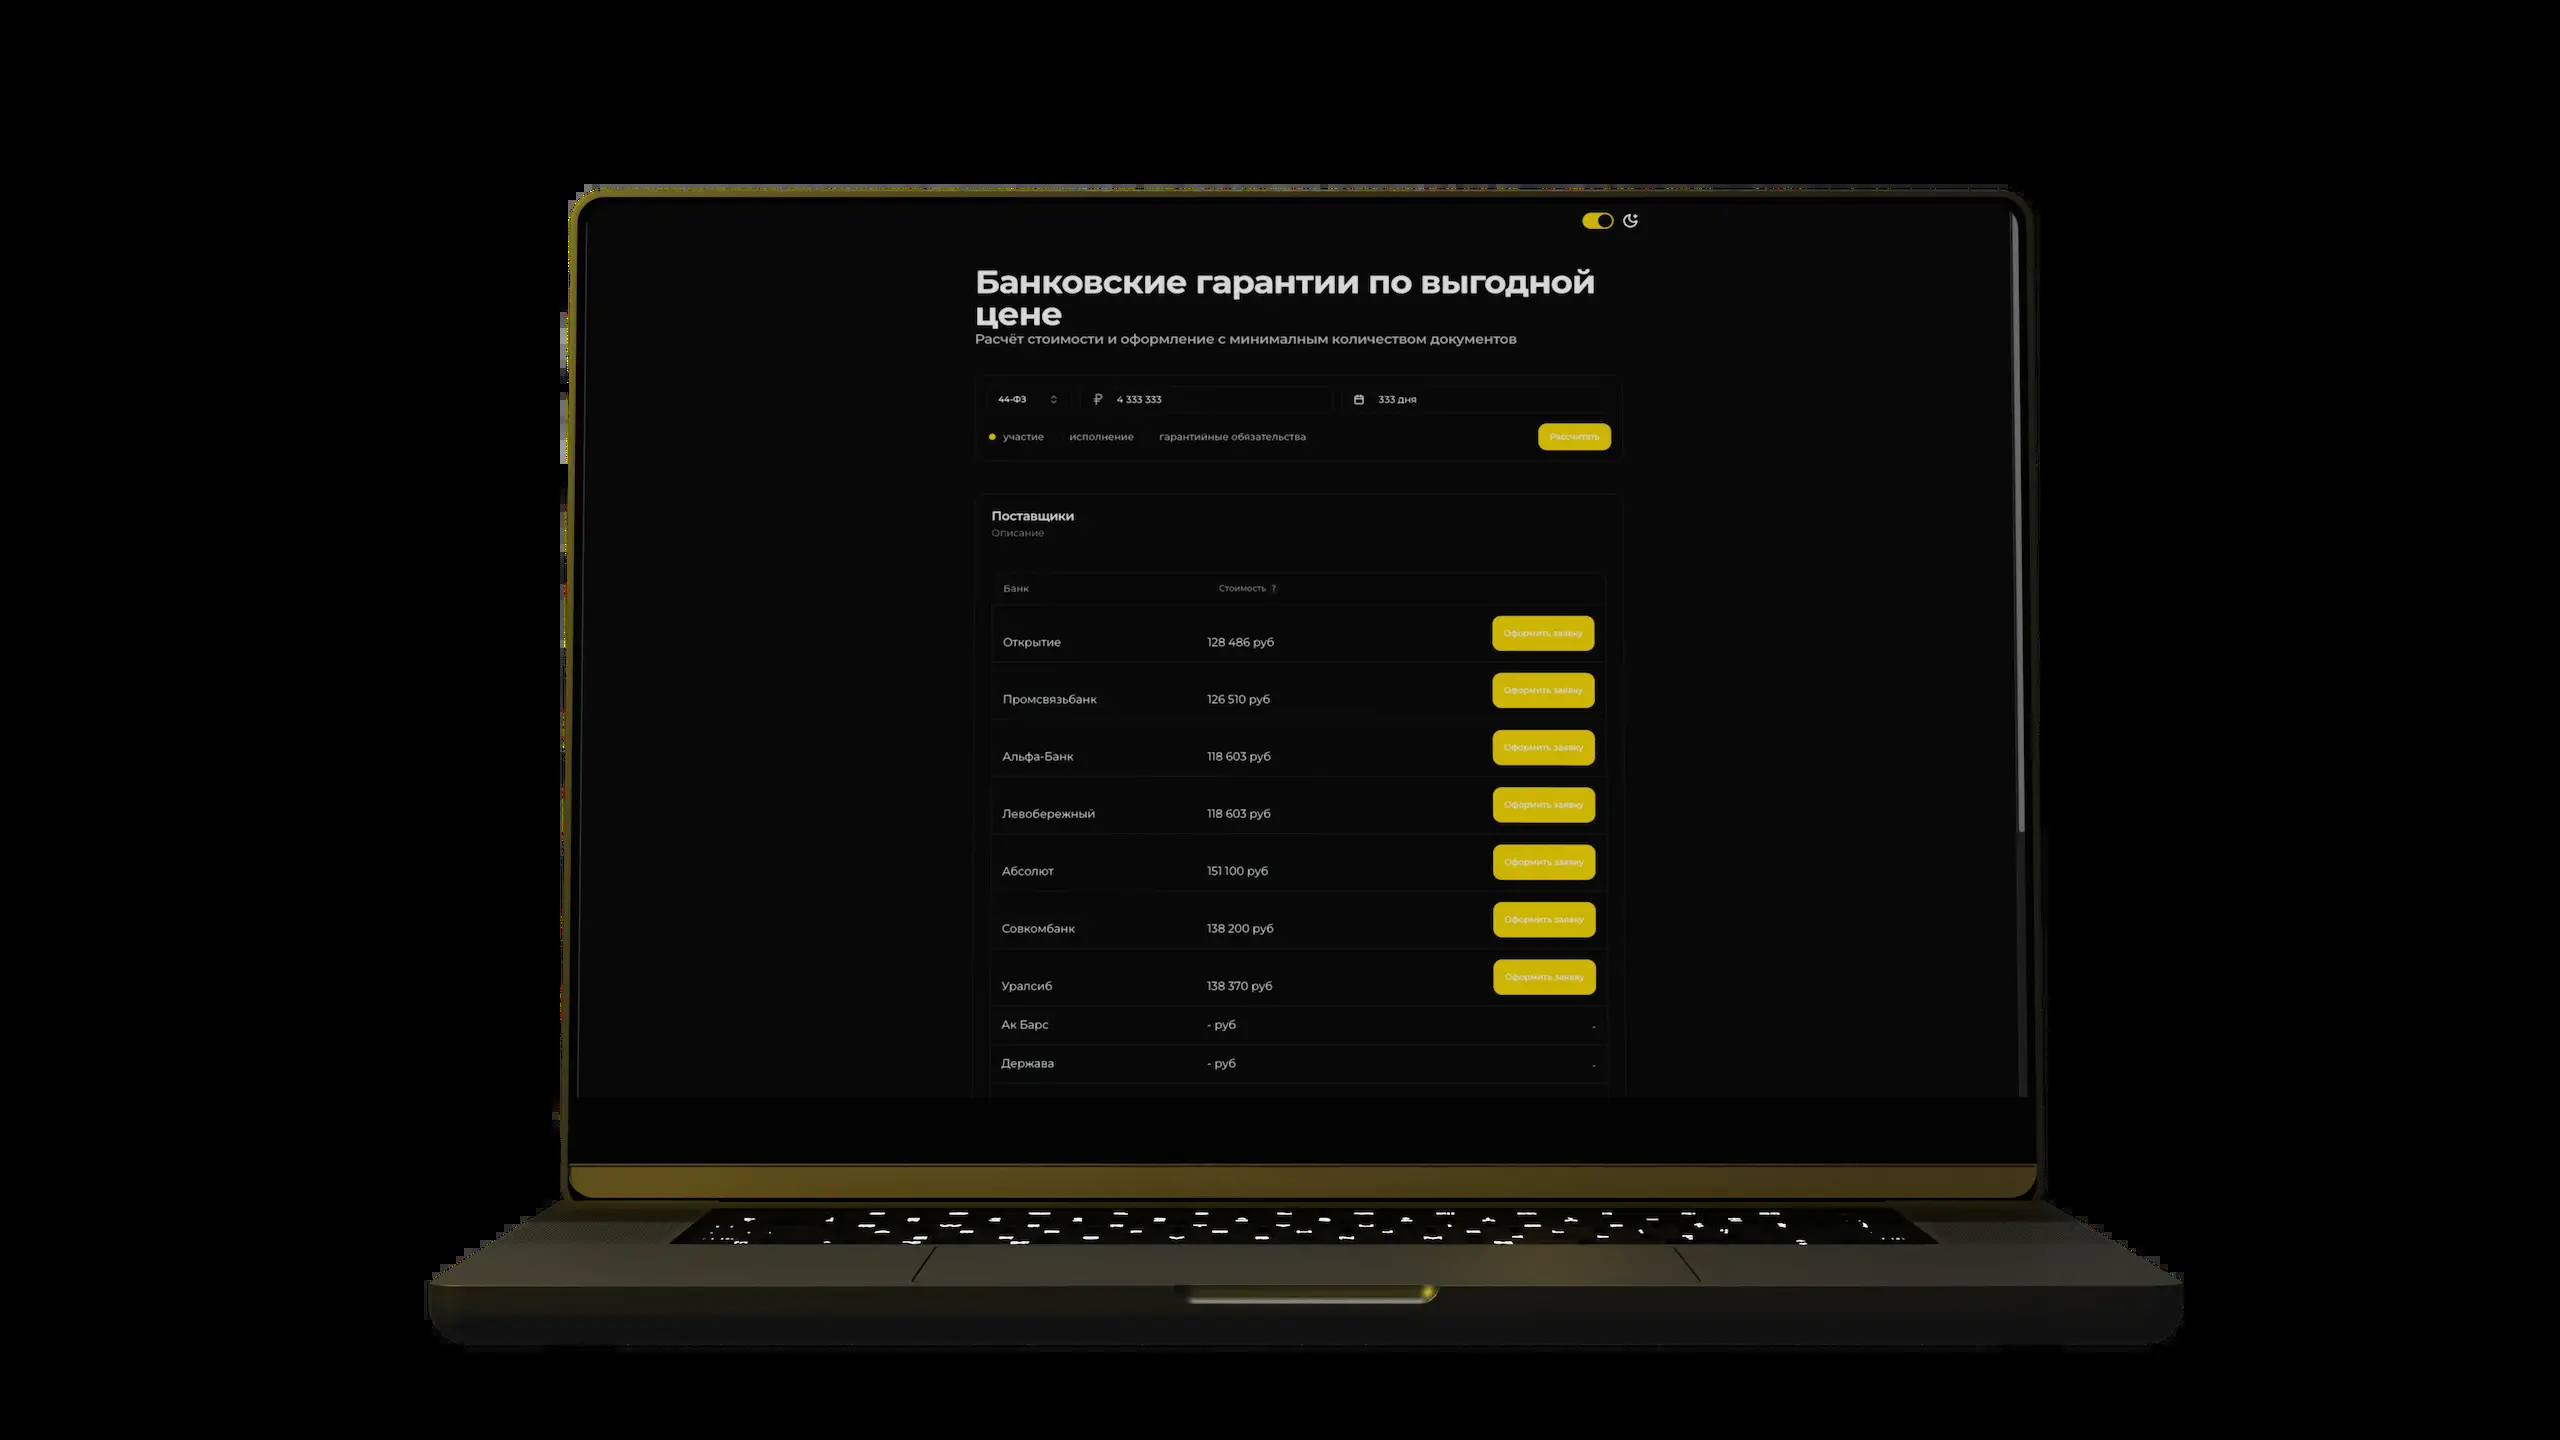 Банковские гарантии по выгодной
цене
Расчёт стоимости и оформление с минималным количеством документов
44-ФЗ ₽ 4 333 333 333 дня
участие исполнение гарантийные обязательства Рассчитать
Поставщики
Описание
Банк Стоимость ?
Открытие 128 486 руб Оформить заявку
Промсвязьбанк 126 510 руб Оформить заявку
Альфа-Банк 118 603 руб Оформить заявку
Левобережный 118 603 руб Оформить заявку
Абсолют 151 100 руб Оформить заявку
Совкомбанк 138 200 руб Оформить заявку
Уралсиб 138 370 руб Оформить заявку
Ак Барс - руб -
Держава - руб -